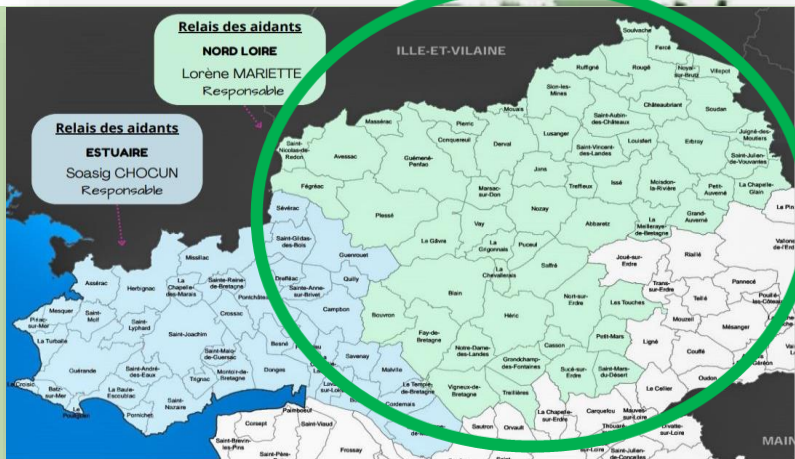 Relais des aidants
NORD LOIRE
Lorène MARIETTE
Responsable
ILLE-ET-VILAINE
Relais des aidants
ESTUAIRE
Soasig CHOCUN
Responsable
Soulvache
Fercé
Ruffigné
Rougé
Noyal-
sur-Brutz
Villepot
Sion-les-
Mines
Mouais
Châteaubriant
Soudan
Saint-Aubin-
des-Châteaux
Massérac
Pierric
Conquereuil
Derval
Lusanger
Louisfert
Erbray
Juigné-des-
Moutiers
Saint-
Nicolas-de-
Redon
Avessac
Guémené-
Penfao
Saint-Vincent-
des-Landes
Saint-Julien-
de-Vouvantes
Jans
Treffieux
Issé
Moisdon-
la-Rivière
Petit-
Auverné
La Chapelle-
Glain
Fégréac
Marsac-
sur-Don
Nozay
Abbaretz
Grand-
Auverné
La
Meilleraye-
de-Bretagne
Plessé
Vay
Sévérac
Le Gâvre
La
Grigonnais
Puceul
Saint-Gildas-
des-Bois
Guenrouet
La
Chevallerais
Saffré
Joué-sur-
Erdre
Riaillé
Le Pin
Missillac
Drefféac
Quilly
Trans-
sur-Erdre
Pannecé
Assérac
Herbignac
La
Chapelle-
des-Marais
Sainte-Reine-
de-Bretagne
Pontchâteau
Sainte-Anne-
sur-Brivet
Blain
Nort-sur-
Erdre
Les Touches
Teillé
Mesquer
Saint-
Molf
Campbon
Bouvron
Héric
Mouzeil
Piriac-
sur-Mer
Saint-
Lyphard
Crossac
Mésanger
La Turballe
Saint-Joachim
Fay-de-
Bretagne
Petit-Mars
Ligné
Besné
Savenay
Notre-Dame-
des-Landes
Casson
Couffé
Guérande
Saint-André-
des-Eaux
Saint-Malo-
de-Guersac
Malville
Grandchamp-
des-Fontaines
Saint-Mars-
du-Désert
Trignac
Montoir-de-
Bretagne
Donges
Sucé-sur-
Erdre
Oudon
Le Croisic
Batz-
sur-Mer
La Baule-
Escoublac
Le Temple-
de-Bretagne
Vigneux-de-
Bretagne
Treillières
Le Cellier
Pornichet
Saint-
Nazaire
Cordemais
La Chapelle-
sur-Erdre
Carquefou
Mauves-
sur-Loire
Paimboeuf
Corsept
Saint-Viaud
Sautron
Orvault
Thouaré-
sur-Loire
Saint-Brevin-
les-Pins
Saint-Père-
Frossay
Saint-Julien-
de-Concelles
MAIN